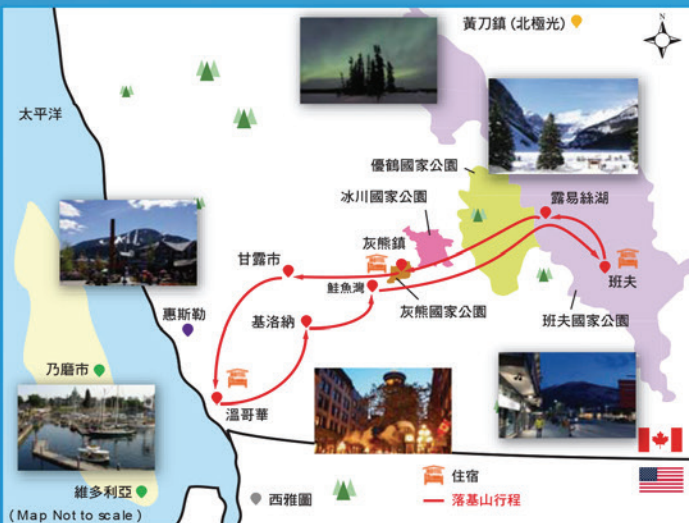 黃刀鎮 (北極光)
N
太平洋
優鶴國家公園
冰川國家公園
露易絲湖
灰熊鎮
甘露市
鮭魚灣
班夫
灰熊國家公園
惠斯勒
基洛納
班夫國家公園
乃磨市
溫哥華
住宿
維多利亞
西雅圖
落基山行程
(Map Not to scale)